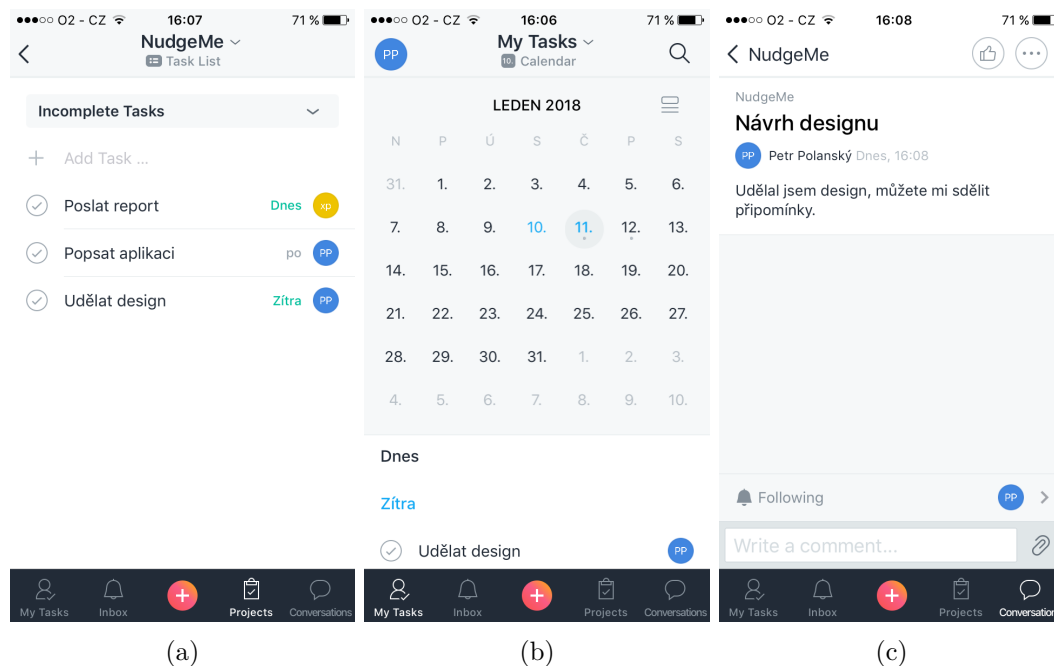 O2 - CZ 16:07 71 %
NudgeMe
Task List
Incomplete Tasks
Add Task ...
Poslat report Dnes xp
Popsat aplikaci po PP
Udělat design Zítra PP
My Tasks Inbox Projects Conversations
(a)
O2 - CZ 16:06 71 %
PP My Tasks
10. Calendar
LEDEN 2018
N P Ú S Č P S
31. 1. 2. 3. 4. 5. 6.
7. 8. 9. 10. 11. 12. 13.
14. 15. 16. 17. 18. 19. 20.
21. 22. 23. 24. 25. 26. 27.
28. 29. 30. 31. 1. 2. 3.
4. 5. 6. 7. 8. 9. 10.
Dnes
Zítra
Udělat design PP
My Tasks Inbox Projects Conversations
(b)
O2 - CZ 16:08 71 %
NudgeMe
NudgeMe
Návrh designu
PP Petr Polanský Dnes, 16:08
Udělal jsem design, můžete mi sdělit
připomínky.
Following PP
Write a comment...
My Tasks Inbox Projects Conversation
(c)